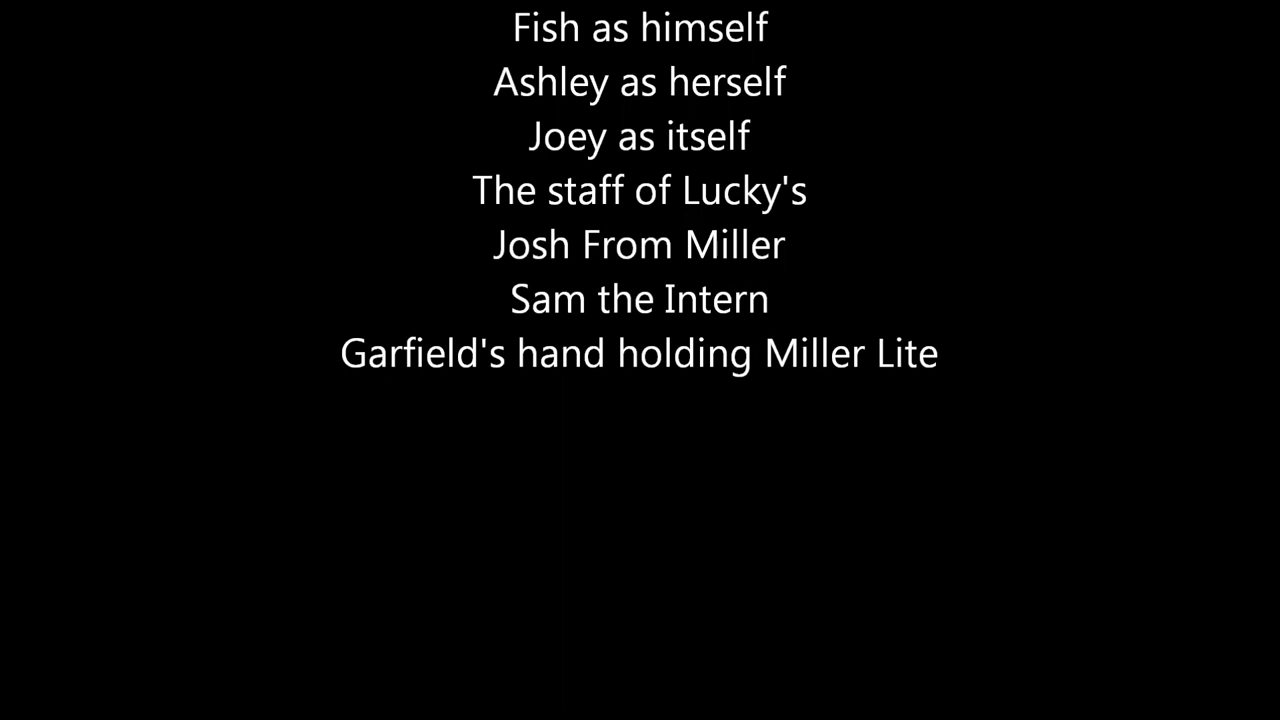 Fish as himself
Ashley as herself
Joey as itself
The staff of Lucky's
Josh From Miller
Sam the Intern
Garfield's hand holding Miller Lite